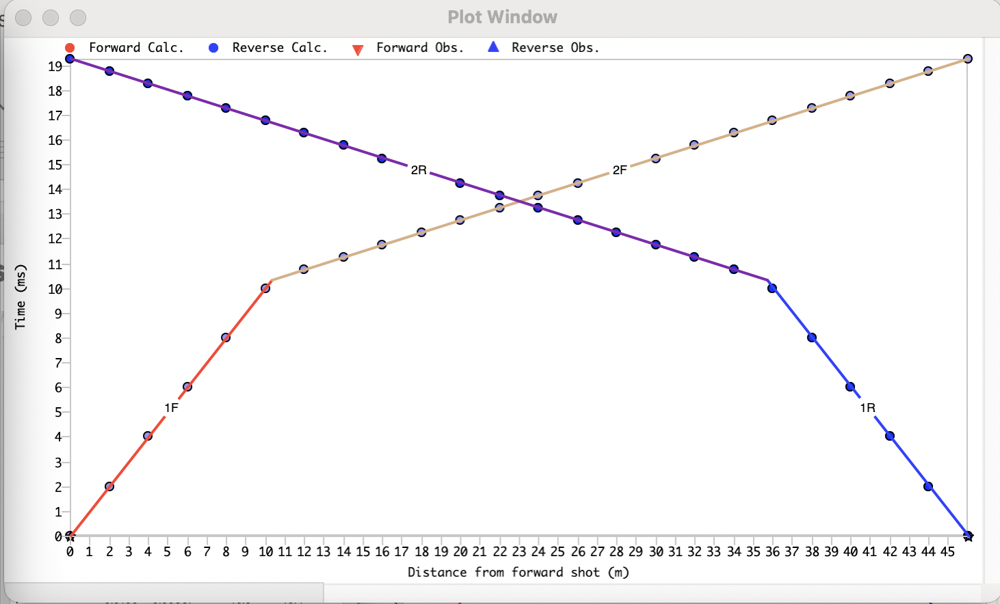 Plot Window
Forward Calc. Reverse Calc. Forward Obs. Reverse Obs.
19
18
17
16
15
14
13
12
11
10
9
8
7
6
5
4
3
2
1
0
Time (ms)
2R
2F
1F
1R
0 1 2 3 4 5 6 7 8 9 10 11 12 13 14 15 16 17 18 19 20 21 22 23 24 25 26 27 28 29 30 31 32 33 34 35 36 37 38 39 40 41 42 43 44 45
Distance from forward shot (m)